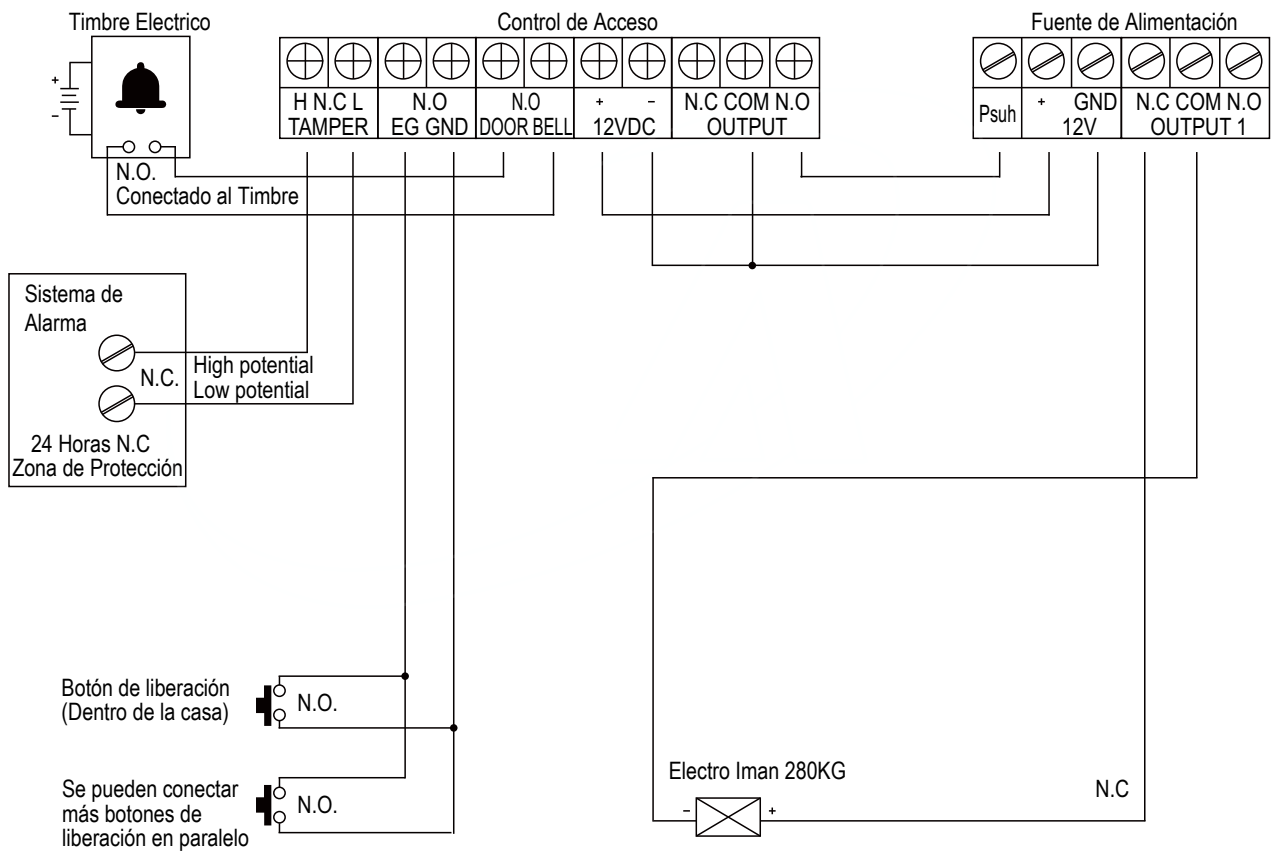 Timbre Electrico
Control de Acceso
Fuente de Alimentación
+
−
H N.C L
TAMPER
N.O
EG GND
N.O
DOOR BELL
+ −
12VDC
N.C COM N.O
OUTPUT
Psuh
+ GND
12V
N.C COM N.O
OUTPUT 1
N.O.
Conectado al Timbre
Sistema de
Alarma
N.C.
High potential
Low potential
24 Horas N.C
Zona de Protección
Botón de liberación
(Dentro de la casa)
N.O.
Se pueden conectar
más botones de
liberación en paralelo
N.O.
Electro Iman 280KG
− +
N.C